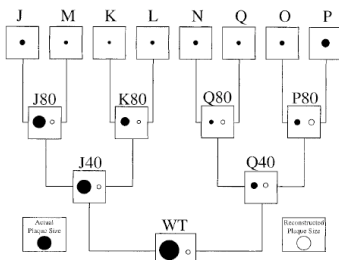 J M K L N Q O P
J80 K80 Q80 P80
J40 Q40
WT
Actual
Plaque Size
Reconstructed
Plaque Size